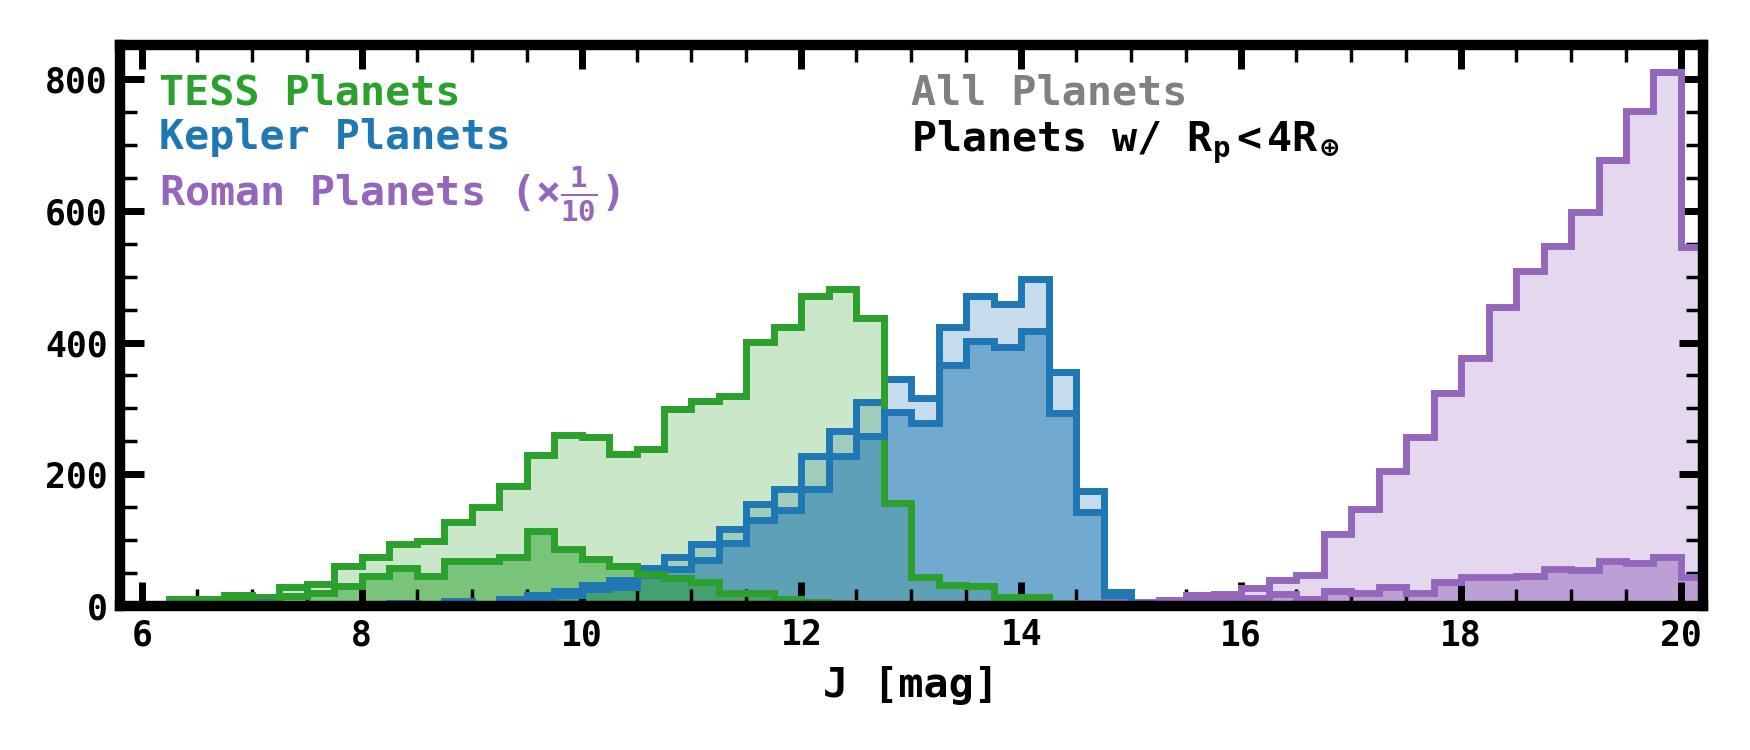 TESS Planets
Kepler Planets
Roman Planets (×1/10)
All Planets
Planets w/ Rp<4R⊕
800
600
400
200
0
6 8 10 12 14 16 18 20
J [mag]